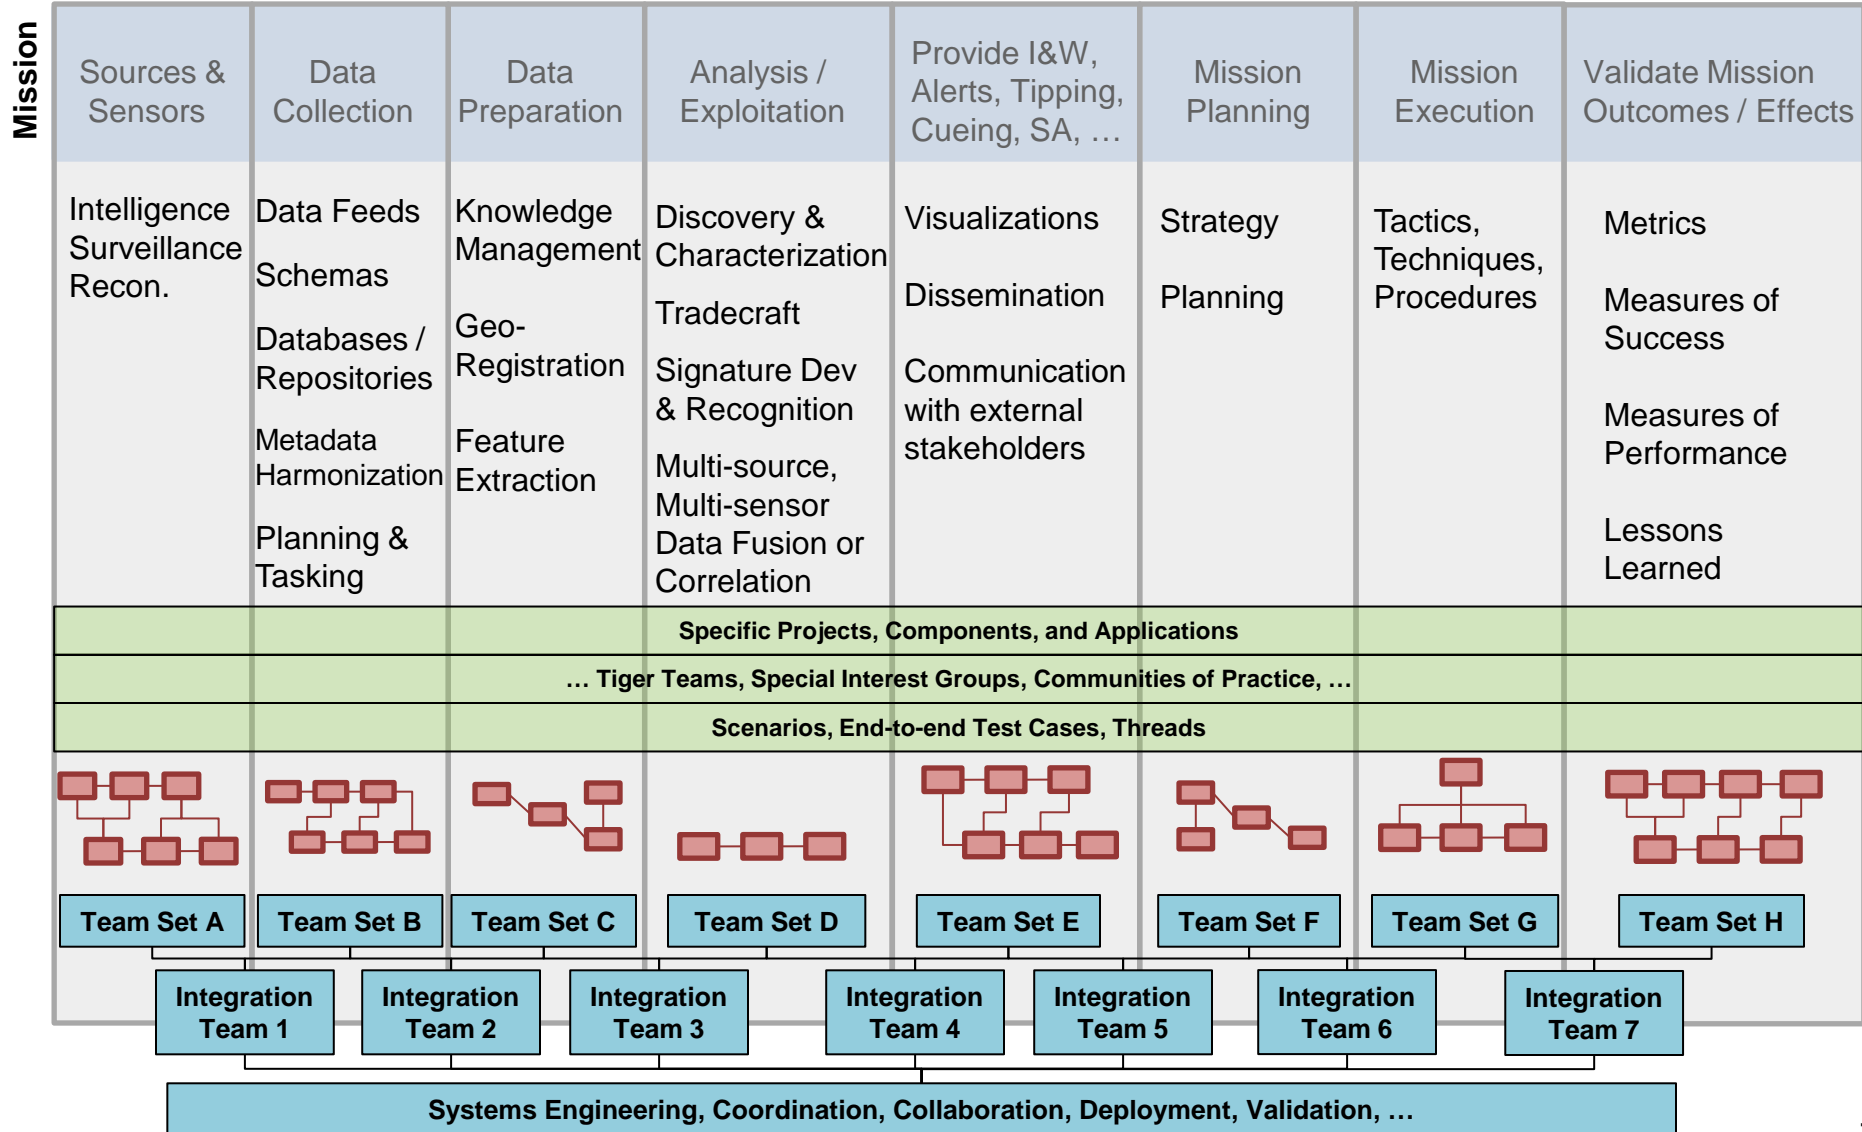 Mission
Sources &
Sensors
Data
Collection
Data
Preparation
Analysis /
Exploitation
Provide I&W,
Alerts, Tipping,
Cueing, SA, …
Mission
Planning
Mission
Execution
Validate Mission
Outcomes / Effects
Intelligence
Surveillance
Recon.
Data Feeds
Schemas
Databases /
Repositories
Metadata
Harmonization
Planning &
Tasking
Knowledge
Management
Geo-
Registration
Feature
Extraction
Discovery &
Characterization
Tradecraft
Signature Dev
& Recognition
Multi-source,
Multi-sensor
Data Fusion or
Correlation
Visualizations
Dissemination
Communication
with external
stakeholders
Strategy
Planning
Tactics,
Techniques,
Procedures
Metrics
Measures of
Success
Measures of
Performance
Lessons
Learned
Specific Projects, Components, and Applications
… Tiger Teams, Special Interest Groups, Communities of Practice, …
Scenarios, End-to-end Test Cases, Threads
Team Set A
Team Set B
Team Set C
Team Set D
Team Set E
Team Set F
Team Set G
Team Set H
Integration
Team 1
Integration
Team 2
Integration
Team 3
Integration
Team 4
Integration
Team 5
Integration
Team 6
Integration
Team 7
Systems Engineering, Coordination, Collaboration, Deployment, Validation, …